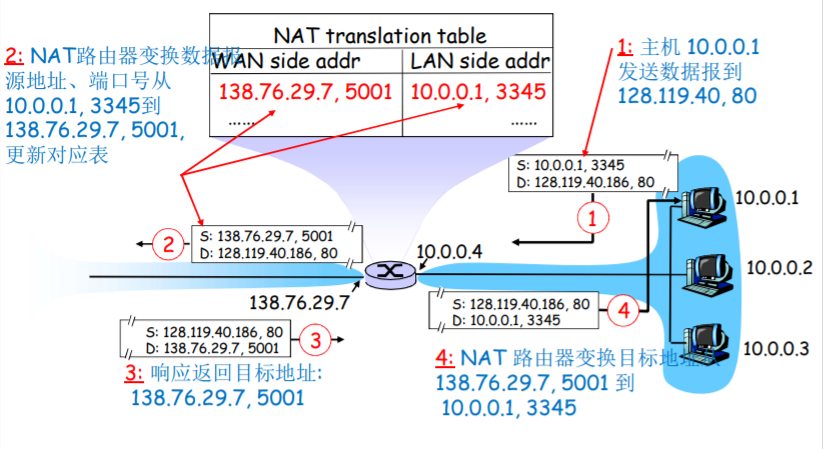 2: NAT路由器变换数据报
源地址、端口号从
10.0.0.1, 3345到
138.76.29.7, 5001,
更新对应表
NAT translation table
WAN side addr LAN side addr
138.76.29.7, 5001 10.0.0.1, 3345
…… ……
1: 主机 10.0.0.1
发送数据报到
128.119.40, 80
S: 10.0.0.1, 3345
D: 128.119.40.186, 80
1
10.0.0.1
S: 138.76.29.7, 5001
D: 128.119.40.186, 80
2
10.0.0.4
10.0.0.2
138.76.29.7
S: 128.119.40.186, 80
D: 10.0.0.1, 3345
4
S: 128.119.40.186, 80
D: 138.76.29.7, 5001
3
10.0.0.3
3: 响应返回目标地址:
138.76.29.7, 5001
4: NAT 路由器变换目标地址
138.76.29.7, 5001 到
10.0.0.1, 3345